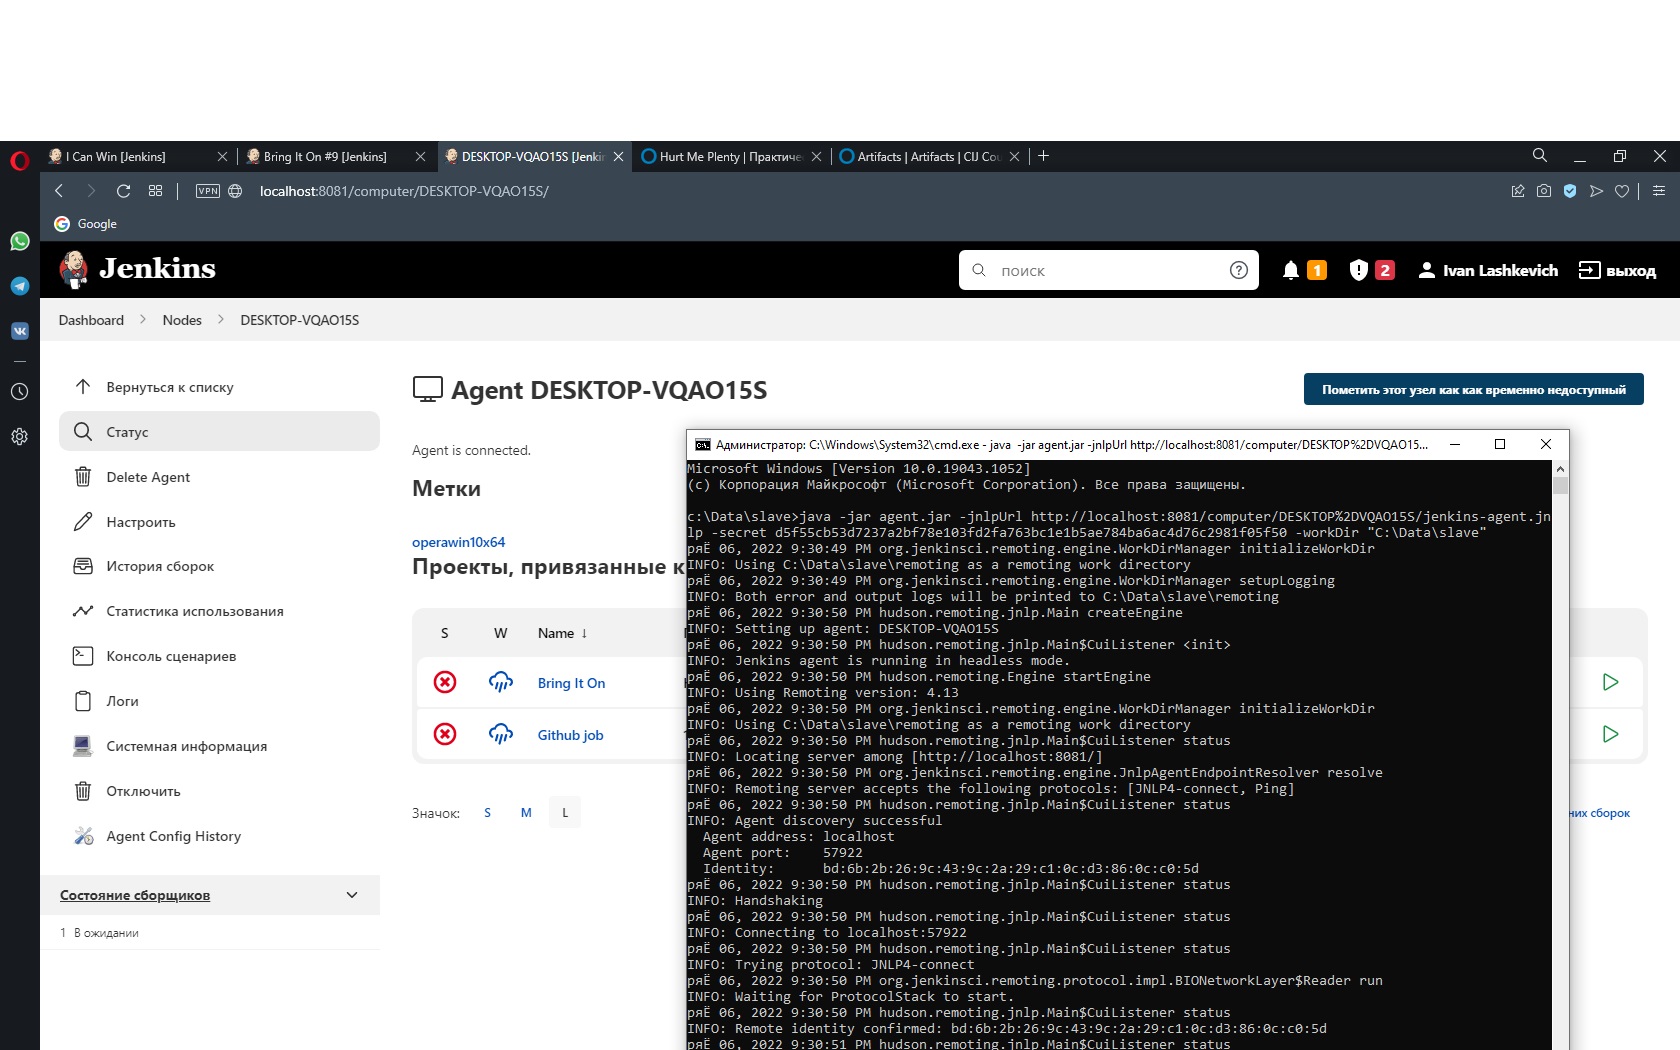 I Can Win [Jenkins]
Bring It On #9 [Jenkins]
DESKTOP-VQAO15S [Jenkin
Hurt Me Plenty | Практиче
Artifacts | Artifacts | CIJ Cou
VPN
localhost:8081/computer/DESKTOP-VQAO15S/
Google
Jenkins
поиск
1
2
Ivan Lashkevich
выход
Dashboard
Nodes
DESKTOP-VQAO15S
Вернуться к списку
Статус
Delete Agent
Настроить
История сборок
Статистика использования
Консоль сценариев
Логи
Системная информация
Отключить
Agent Config History
Состояние сборщиков
1 В ожидании
Agent DESKTOP-VQAO15S
Пометить этот узел как как временно недоступный
Agent is connected.
Метки
operawin10x64
Проекты, привязанные к
S W Name ↓
Bring It On
Github job
Значок: S M L
них сборок
Администратор: C:\Windows\System32\cmd.exe - java -jar agent.jar -jnlpUrl http://localhost:8081/computer/DESKTOP%2DVQAO15...
Microsoft Windows [Version 10.0.19043.1052]
(c) Корпорация Майкрософт (Microsoft Corporation). Все права защищены.
c:\Data\slave>java -jar agent.jar -jnlpUrl http://localhost:8081/computer/DESKTOP%2DVQAO15S/jenkins-agent.jn
lp -secret d5f55cb53d7237a2bf78e103fd2fa763bc1e1b5ae784ba6ac4d76c2981f05f50 -workDir "C:\Data\slave"
ряЁ 06, 2022 9:30:49 PM org.jenkinsci.remoting.engine.WorkDirManager initializeWorkDir
INFO: Using C:\Data\slave\remoting as a remoting work directory
ряЁ 06, 2022 9:30:49 PM org.jenkinsci.remoting.engine.WorkDirManager setupLogging
INFO: Both error and output logs will be printed to C:\Data\slave\remoting
ряЁ 06, 2022 9:30:50 PM hudson.remoting.jnlp.Main createEngine
INFO: Setting up agent: DESKTOP-VQAO15S
ряЁ 06, 2022 9:30:50 PM hudson.remoting.jnlp.Main$CuiListener <init>
INFO: Jenkins agent is running in headless mode.
ряЁ 06, 2022 9:30:50 PM hudson.remoting.Engine startEngine
INFO: Using Remoting version: 4.13
ряЁ 06, 2022 9:30:50 PM org.jenkinsci.remoting.engine.WorkDirManager initializeWorkDir
INFO: Using C:\Data\slave\remoting as a remoting work directory
ряЁ 06, 2022 9:30:50 PM hudson.remoting.jnlp.Main$CuiListener status
INFO: Locating server among [http://localhost:8081/]
ряЁ 06, 2022 9:30:50 PM org.jenkinsci.remoting.engine.JnlpAgentEndpointResolver resolve
INFO: Remoting server accepts the following protocols: [JNLP4-connect, Ping]
ряЁ 06, 2022 9:30:50 PM hudson.remoting.jnlp.Main$CuiListener status
INFO: Agent discovery successful
Agent address: localhost
Agent port: 57922
Identity: bd:6b:2b:26:9c:43:9c:2a:29:c1:0c:d3:86:0c:c0:5d
ряЁ 06, 2022 9:30:50 PM hudson.remoting.jnlp.Main$CuiListener status
INFO: Handshaking
ряЁ 06, 2022 9:30:50 PM hudson.remoting.jnlp.Main$CuiListener status
INFO: Connecting to localhost:57922
ряЁ 06, 2022 9:30:50 PM hudson.remoting.jnlp.Main$CuiListener status
INFO: Trying protocol: JNLP4-connect
ряЁ 06, 2022 9:30:50 PM org.jenkinsci.remoting.protocol.impl.BIONetworkLayer$Reader run
INFO: Waiting for ProtocolStack to start.
ряЁ 06, 2022 9:30:50 PM hudson.remoting.jnlp.Main$CuiListener status
INFO: Remote identity confirmed: bd:6b:2b:26:9c:43:9c:2a:29:c1:0c:d3:86:0c:c0:5d
ряЁ 06, 2022 9:30:51 PM hudson.remoting.jnlp.Main$CuiListener status